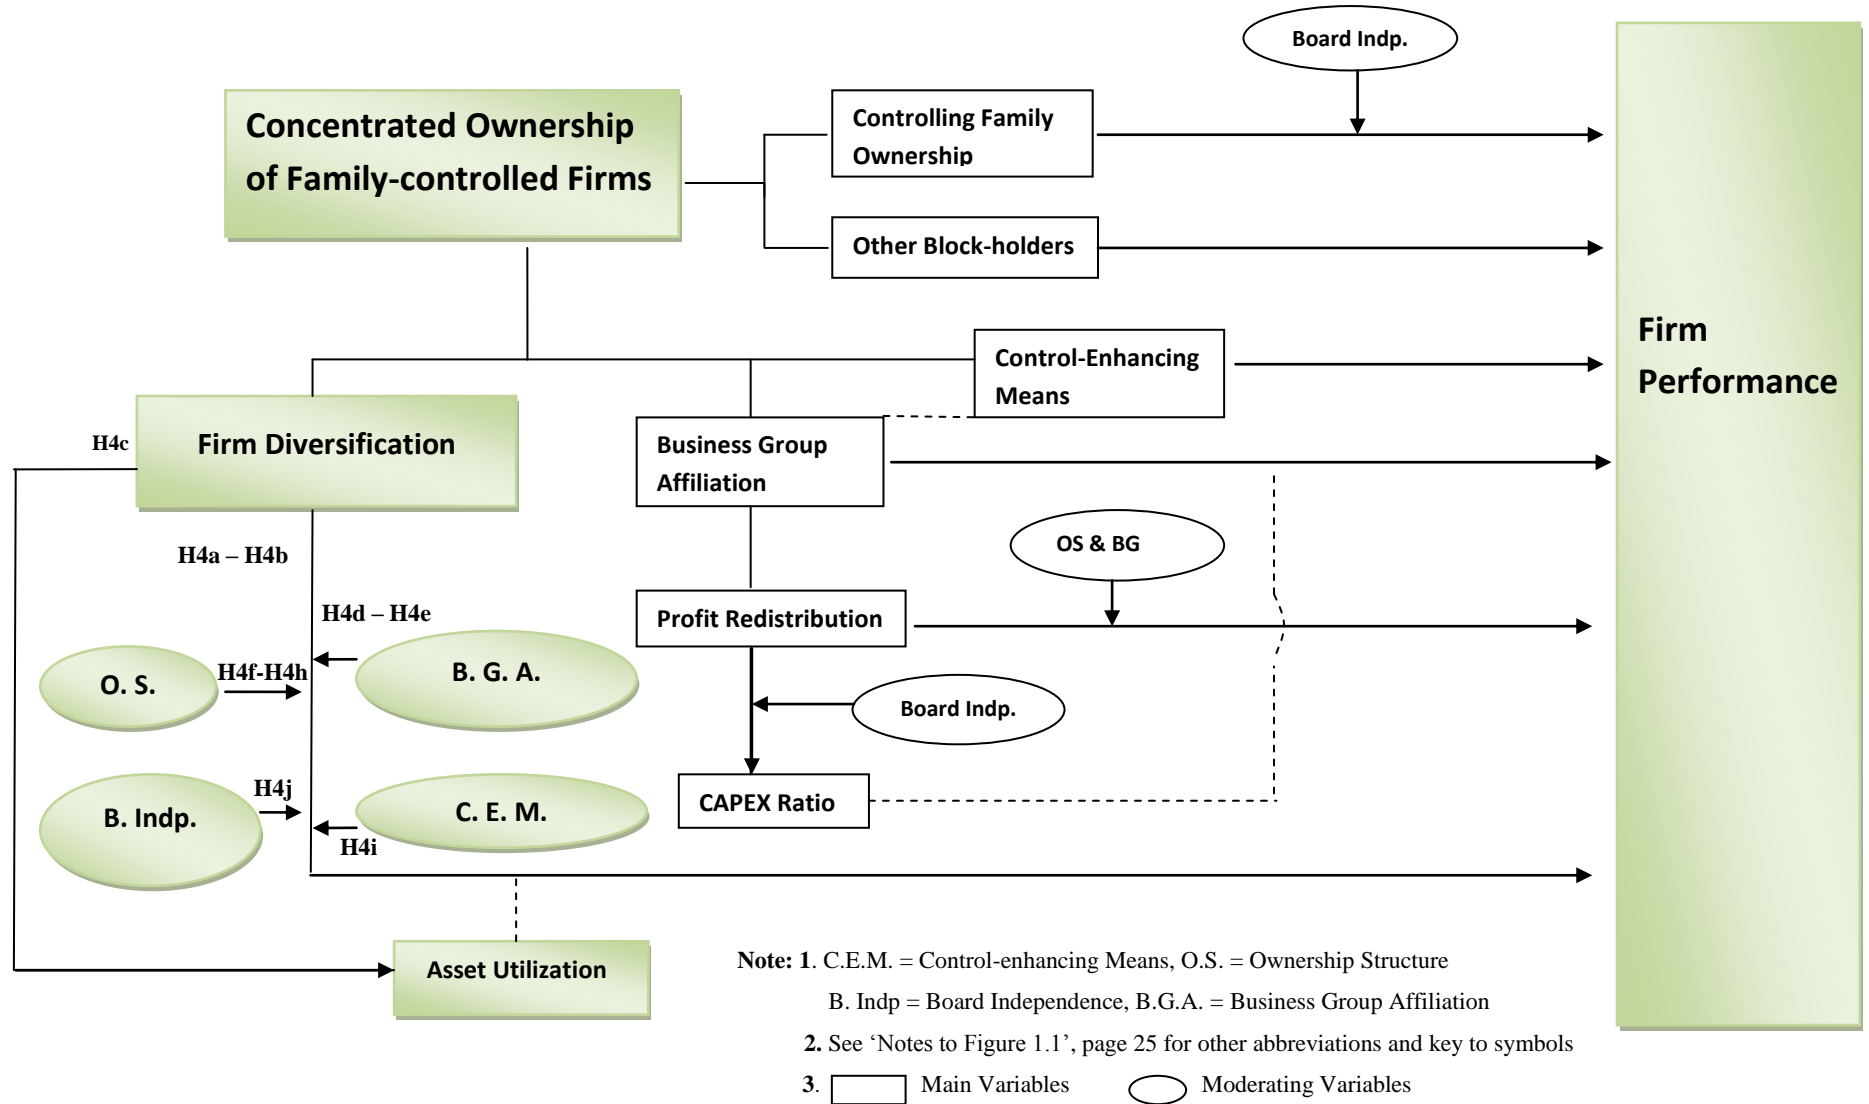 Board Indp.
Concentrated Ownership
of Family-controlled Firms
Controlling Family
Ownership
Other Block-holders
Firm
Performance
Control-Enhancing
Means
H4c
Firm Diversification
Business Group
Affiliation
H4a – H4b
OS & BG
H4d – H4e
Profit Redistribution
O. S.
H4f-H4h
B. G. A.
Board Indp.
B. Indp.
H4j
C. E. M.
H4i
CAPEX Ratio
Asset Utilization
Note: 1. C.E.M. = Control-enhancing Means, O.S. = Ownership Structure
B. Indp = Board Independence, B.G.A. = Business Group Affiliation
2. See ‘Notes to Figure 1.1’, page 25 for other abbreviations and key to symbols
3. Main Variables Moderating Variables